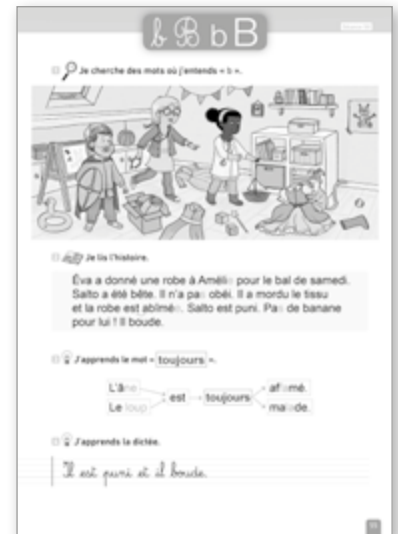 b B b B
Je cherche des mots où j'entends « b ».
Je lis l'histoire.
Éva a donné une robe à Amélie pour le bal de samedi.
Salto a été bête. Il n'a pas obéi. Il a mordu le tissu
et la robe est abîmée. Salto est puni. Pas de banane
pour lui ! Il boude.
J'apprends le mot « toujours ».
L'âne
Le loup
est toujours
affamé.
malade.
J'apprends la dictée.
Il est puni et il boude.